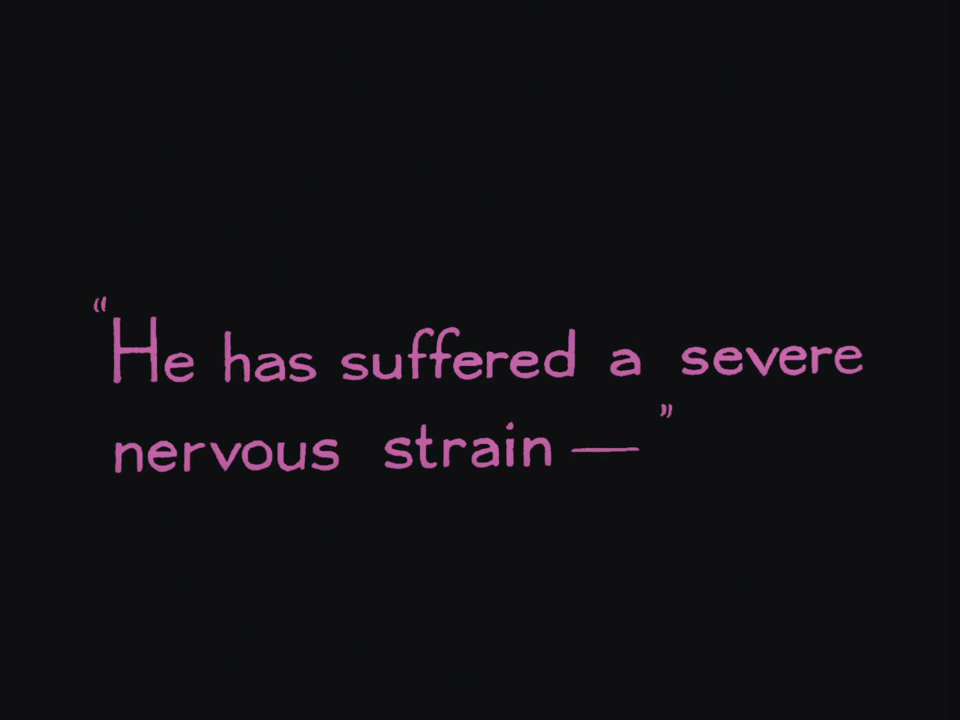 “He has suffered a severe
nervous strain — ”